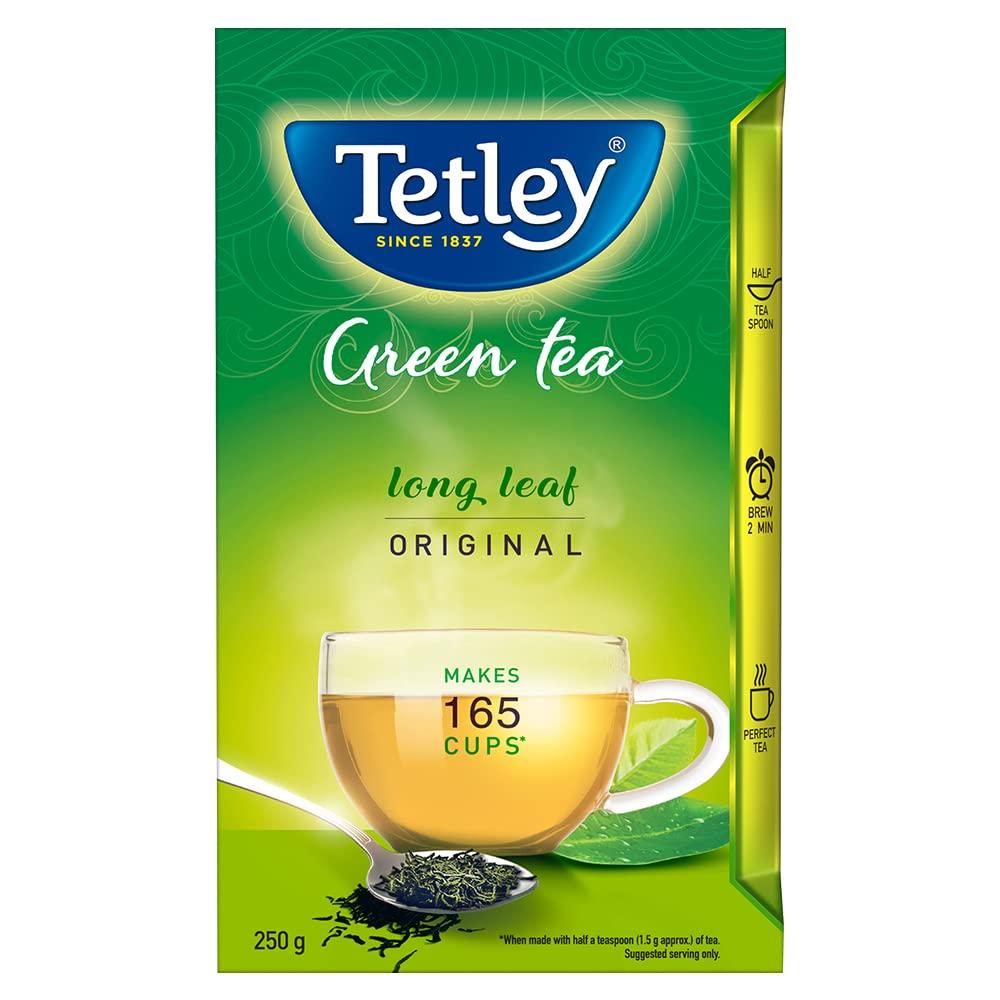 Tetley®
SINCE 1837
Green tea
long leaf
ORIGINAL
MAKES
165
CUPS*
250 g
*When made with half a teaspoon (1.5 g approx.) of tea.
Suggested serving only.
HALF
TEA
SPOON
BREW
2 MIN
PERFECT
TEA